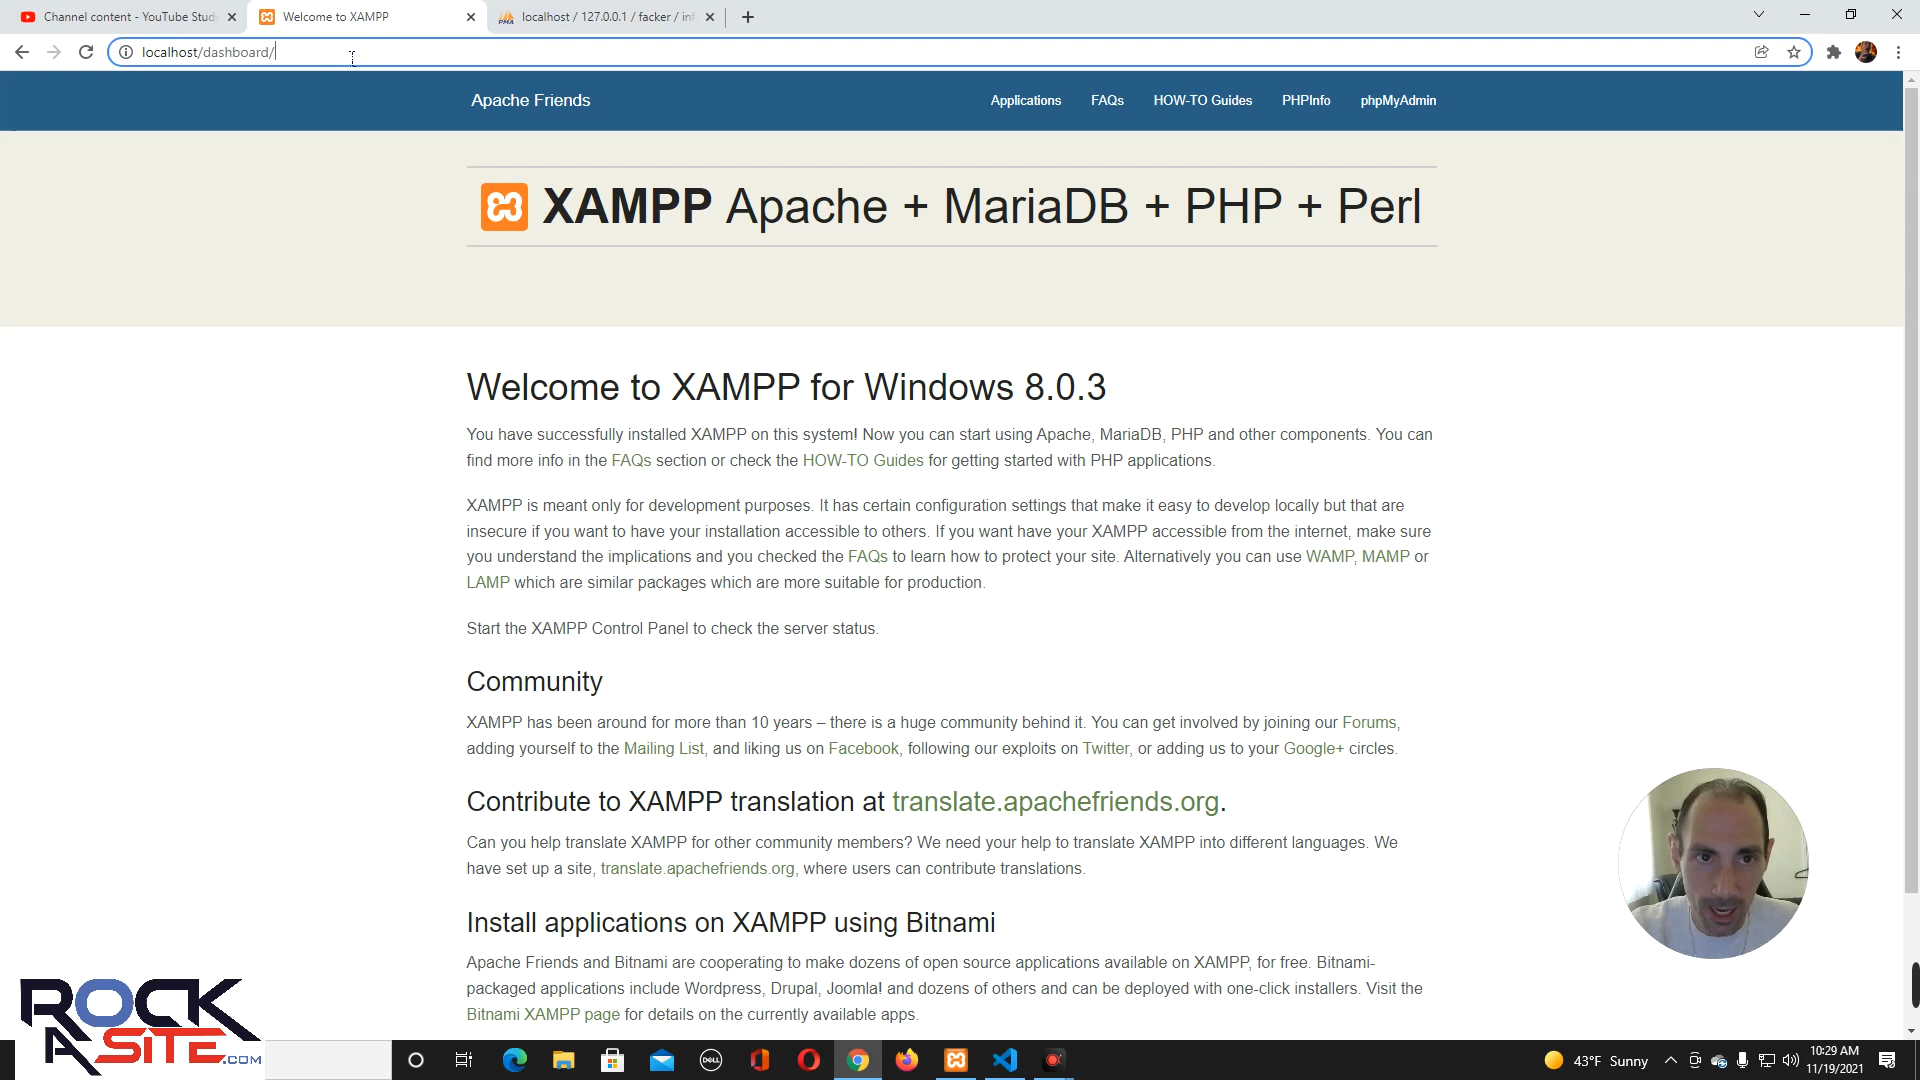 Channel content - YouTube Stud
Welcome to XAMPP
localhost / 127.0.0.1 / facker / inf
localhost/dashboard/
Apache Friends
Applications
FAQs
HOW-TO Guides
PHPInfo
phpMyAdmin
XAMPP Apache + MariaDB + PHP + Perl
Welcome to XAMPP for Windows 8.0.3
You have successfully installed XAMPP on this system! Now you can start using Apache, MariaDB, PHP and other components. You can
find more info in the FAQs section or check the HOW-TO Guides for getting started with PHP applications.
XAMPP is meant only for development purposes. It has certain configuration settings that make it easy to develop locally but that are
insecure if you want to have your installation accessible to others. If you want have your XAMPP accessible from the internet, make sure
you understand the implications and you checked the FAQs to learn how to protect your site. Alternatively you can use WAMP, MAMP or
LAMP which are similar packages which are more suitable for production.
Start the XAMPP Control Panel to check the server status.
Community
XAMPP has been around for more than 10 years – there is a huge community behind it. You can get involved by joining our Forums,
adding yourself to the Mailing List, and liking us on Facebook, following our exploits on Twitter, or adding us to your Google+ circles.
Contribute to XAMPP translation at translate.apachefriends.org.
Can you help translate XAMPP for other community members? We need your help to translate XAMPP into different languages. We
have set up a site, translate.apachefriends.org, where users can contribute translations.
Install applications on XAMPP using Bitnami
Apache Friends and Bitnami are cooperating to make dozens of open source applications available on XAMPP, for free. Bitnami-
packaged applications include Wordpress, Drupal, Joomla! and dozens of others and can be deployed with one-click installers. Visit the
Bitnami XAMPP page for details on the currently available apps.
ROCK
A SITE.COM
DELL
43°F Sunny
10:29 AM
11/19/2021